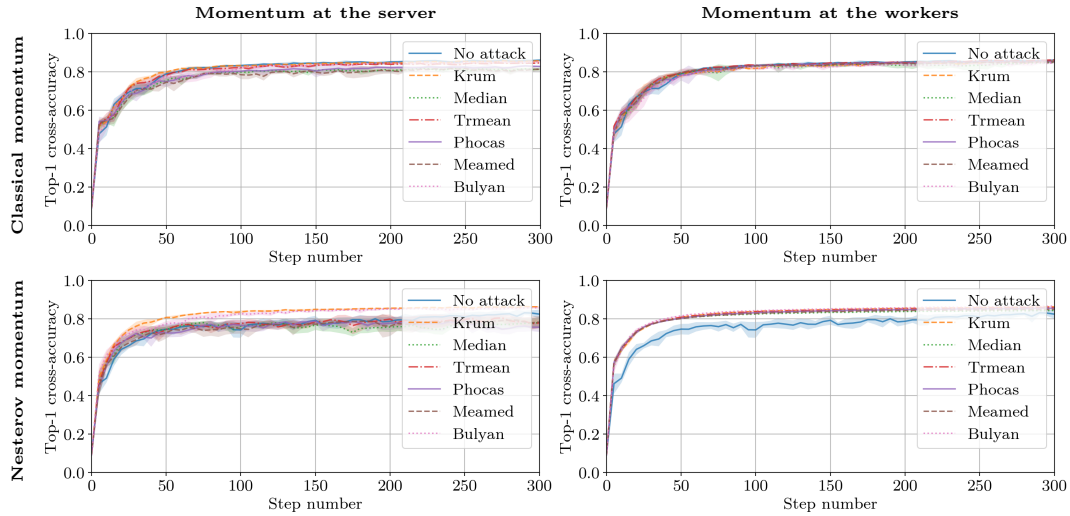 Momentum at the server
Momentum at the workers
Classical momentum
Top-1 cross-accuracy
1.0
0.8
0.6
0.4
0.2
0.0
0
50
100
150
200
250
300
Step number
No attack
Krum
Median
Trmean
Phocas
Meamed
Bulyan
Top-1 cross-accuracy
1.0
0.8
0.6
0.4
0.2
0.0
0
50
100
150
200
250
300
Step number
No attack
Krum
Median
Trmean
Phocas
Meamed
Bulyan
Nesterov momentum
Top-1 cross-accuracy
1.0
0.8
0.6
0.4
0.2
0.0
0
50
100
150
200
250
300
Step number
No attack
Krum
Median
Trmean
Phocas
Meamed
Bulyan
Top-1 cross-accuracy
1.0
0.8
0.6
0.4
0.2
0.0
0
50
100
150
200
250
300
Step number
No attack
Krum
Median
Trmean
Phocas
Meamed
Bulyan